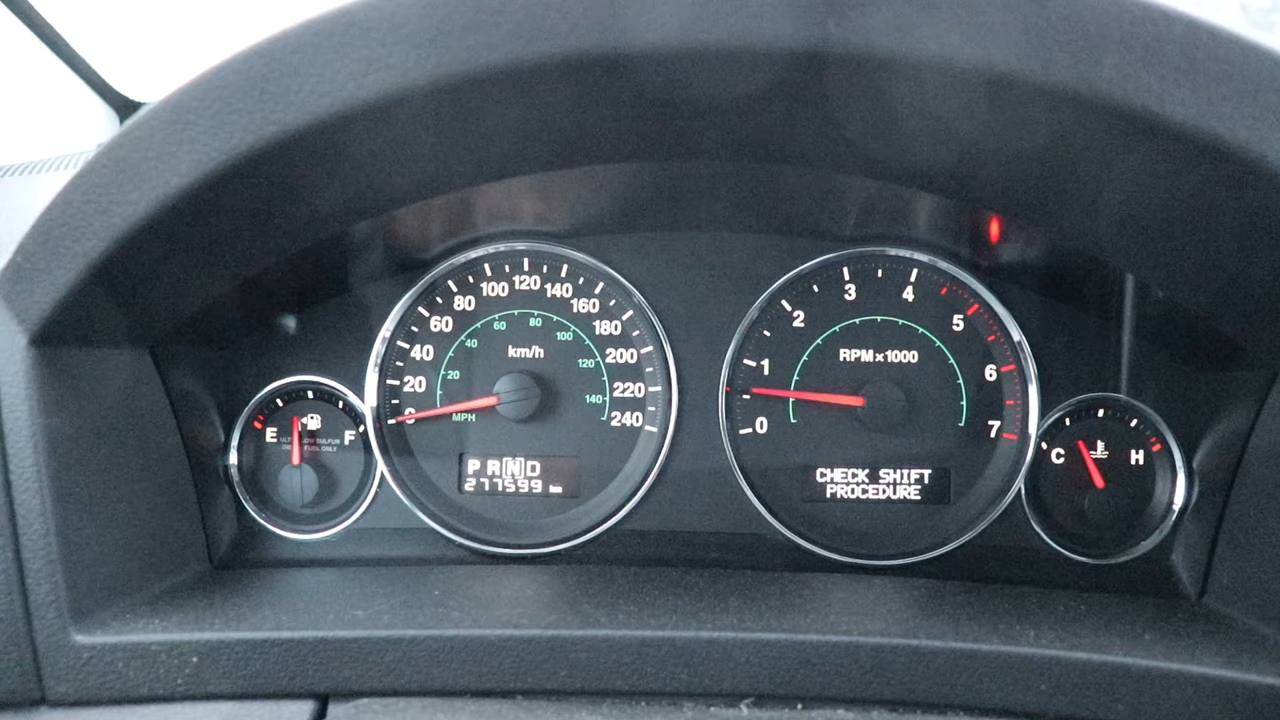 E F
ULTRA LOW SULFUR
DIESEL FUEL ONLY
0 20 40 60 80 100 120 140 160 180 200 220 240
km/h
20 40 60 80 100 120 140
MPH
P R N D
277599 km
0 1 2 3 4 5 6 7
RPM x 1000
CHECK SHIFT
PROCEDURE
C H